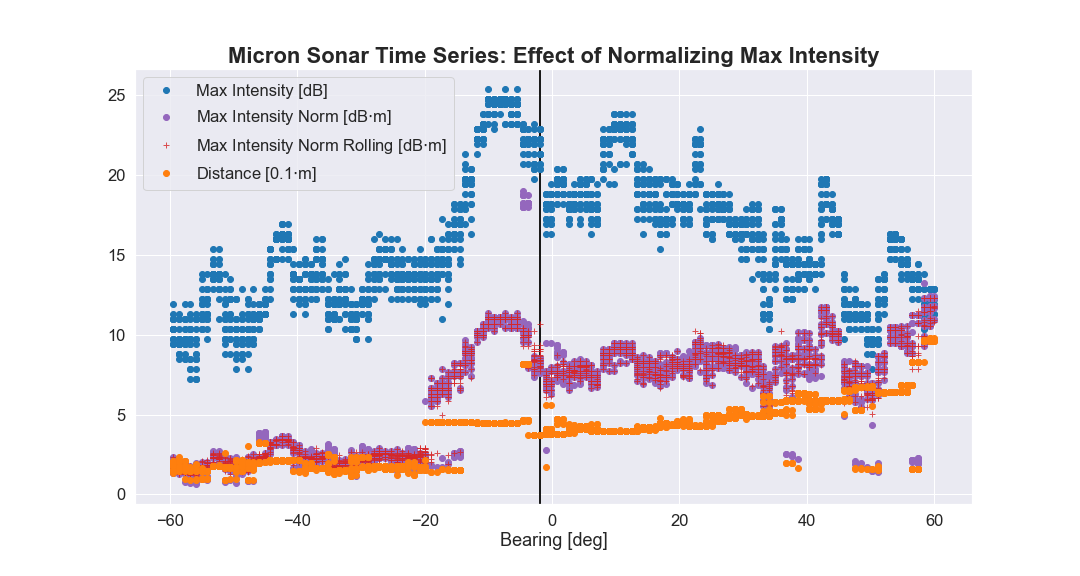 Micron Sonar Time Series: Effect of Normalizing Max Intensity
Max Intensity [dB]
Max Intensity Norm [dB·m]
Max Intensity Norm Rolling [dB·m]
Distance [0.1·m]
25
20
15
10
5
0
−60 −40 −20 0 20 40 60
Bearing [deg]